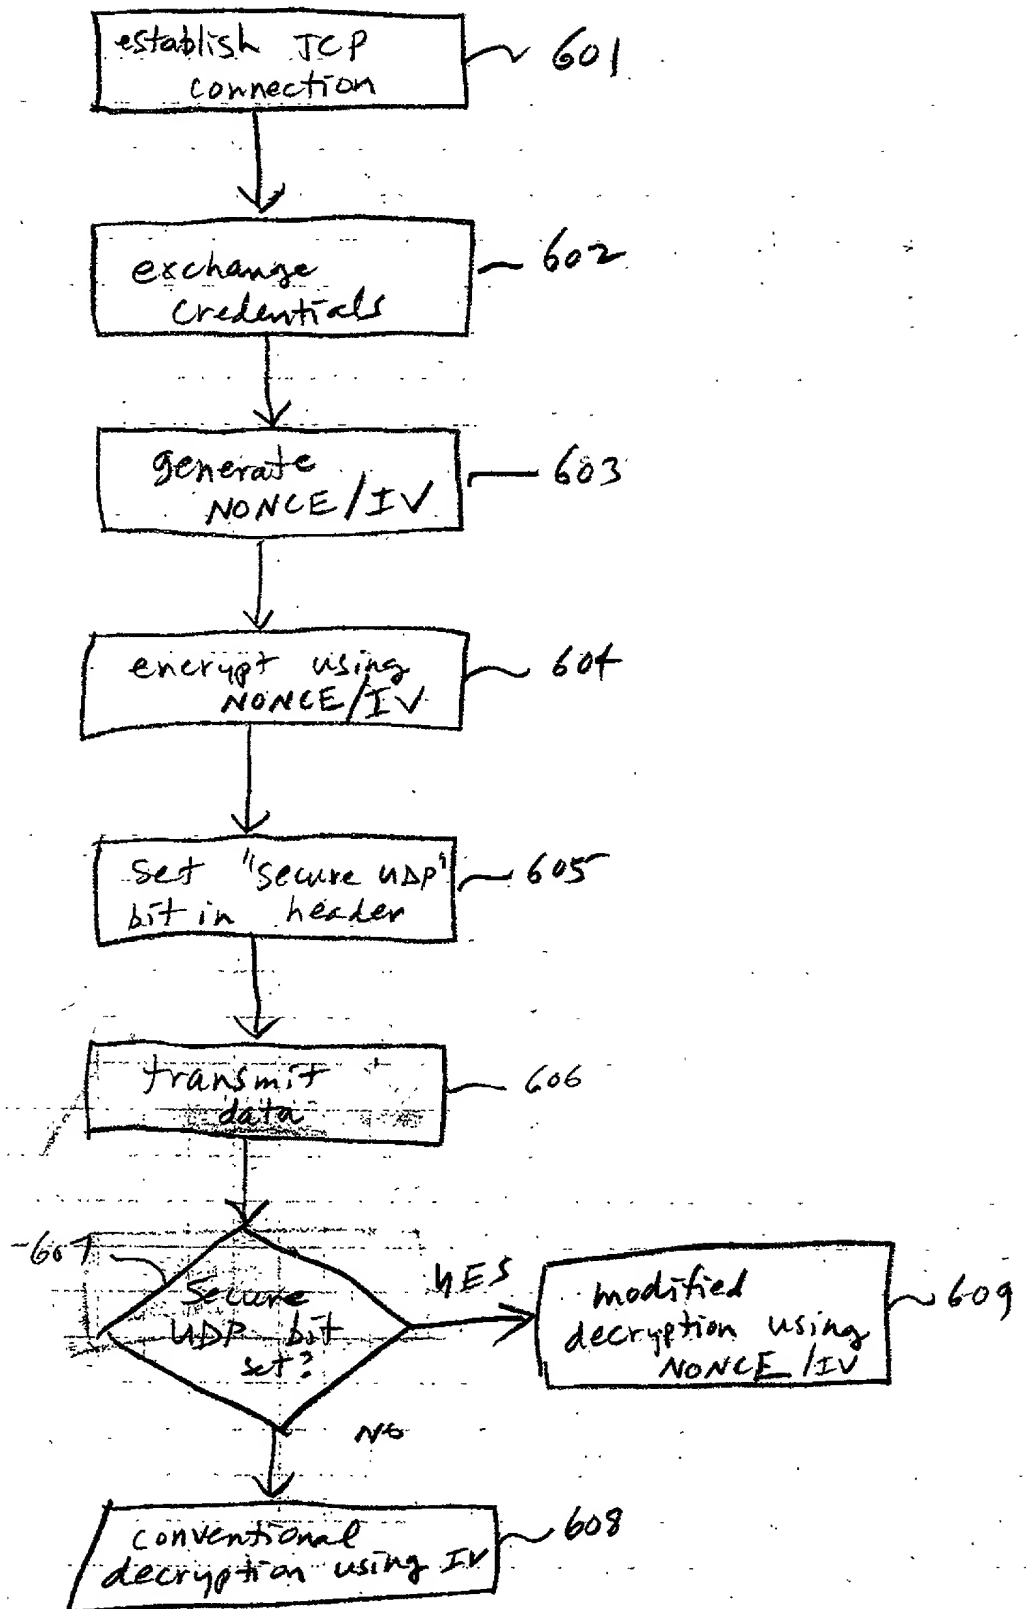 establish TCP
connection
601
exchange
credentials
602
generate
NONCE/IV
603
encrypt using
NONCE/IV
604
set "secure UDP"
bit in header
605
transmit
data
606
607
Secure
UDP bit
set?
YES
modified
decryption using
NONCE/IV
609
NO
conventional
decryption using IV
608